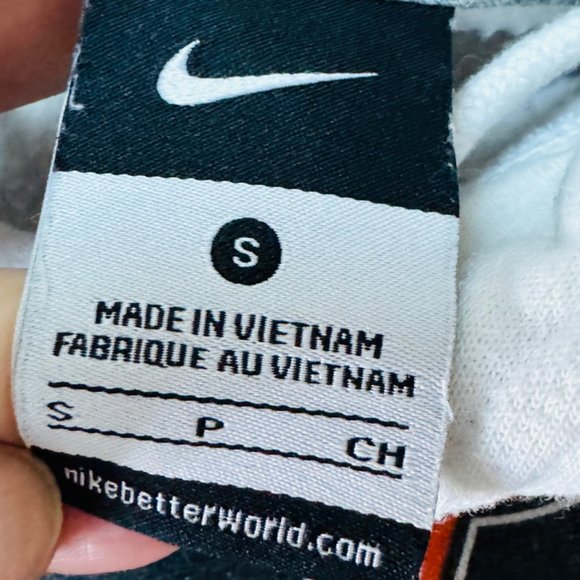 S
MADE IN VIETNAM
FABRIQUE AU VIETNAM
S P CH
nikebetterworld.com